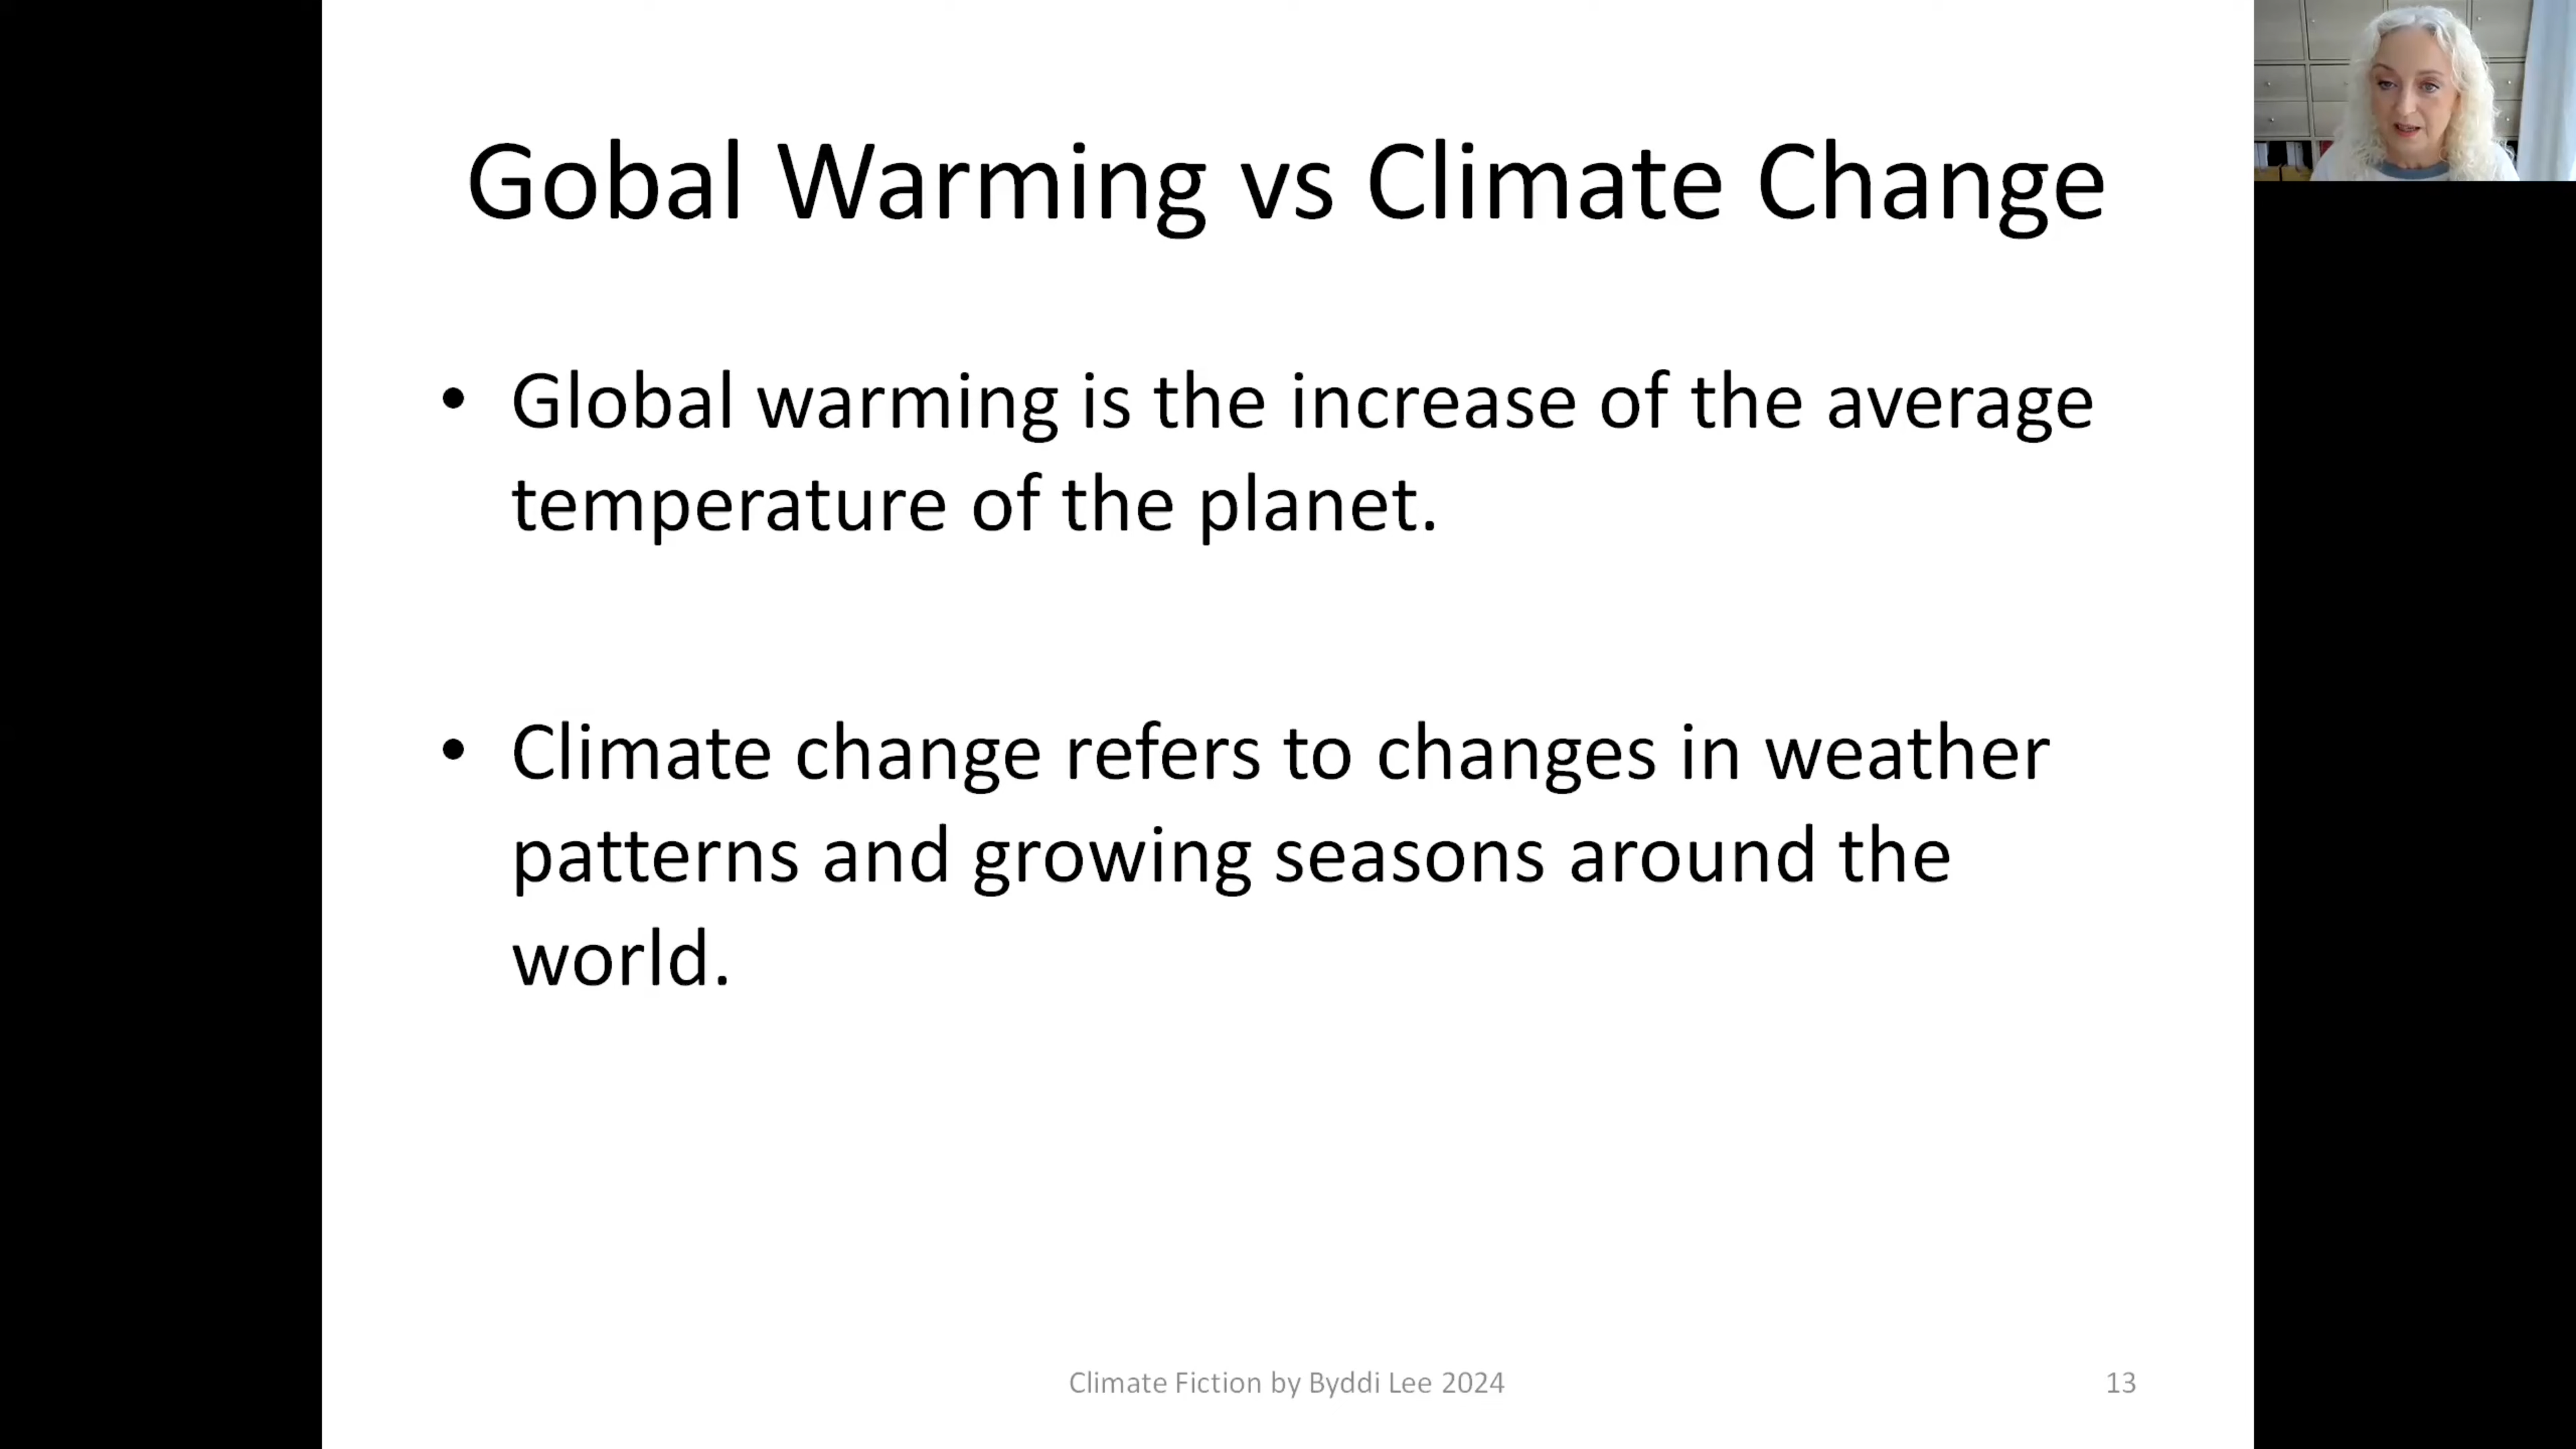 Gobal Warming vs Climate Change
• Global warming is the increase of the average
temperature of the planet.
• Climate change refers to changes in weather
patterns and growing seasons around the
world.
Climate Fiction by Byddi Lee 2024
13